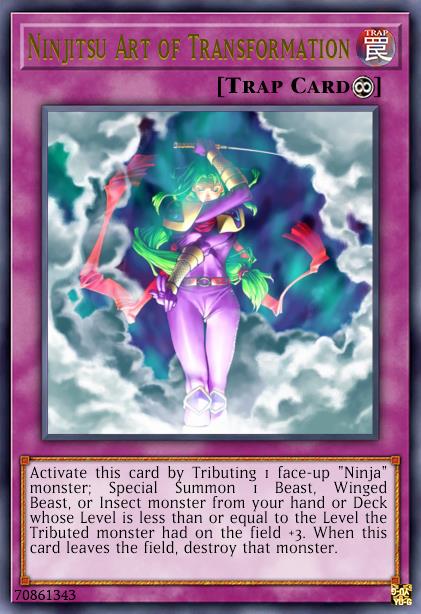 Ninjitsu Art of Transformation
TRAP
罠
[Trap Card]
Activate this card by Tributing 1 face-up "Ninja"
monster; Special Summon 1 Beast, Winged
Beast, or Insect monster from your hand or Deck
whose Level is less than or equal to the Level the
Tributed monster had on the field +3. When this
card leaves the field, destroy that monster.
70861343